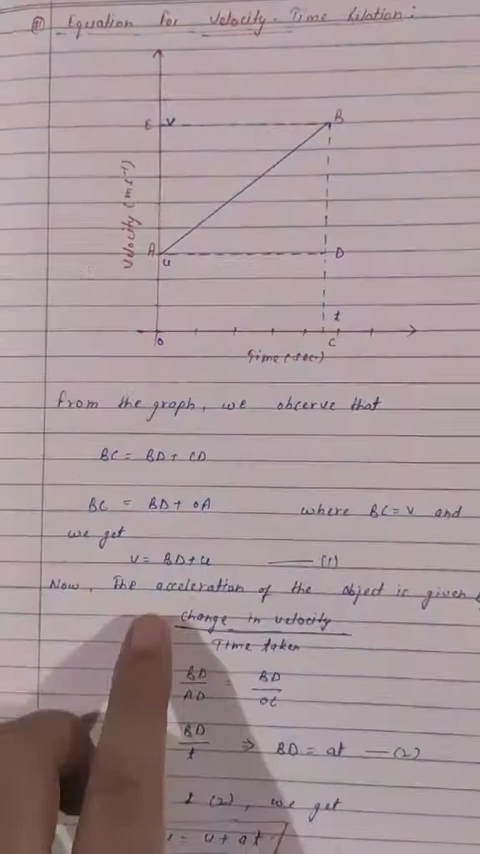 Equation For Velocity-Time Relation:
E
V
B
Velocity (ms⁻¹)
A
u
D
t
O
C
Time (sec)
From the graph, we observe that
BC = BD + CD
BC = BD + OA where BC = V and
we get
V = BD + u —— (1)
Now, The acceleration of the object is given
Change in velocity
Time taken
BD = BD
AD OC
BD
t ⇒ BD = at —(2)
(2), we get
= u + at